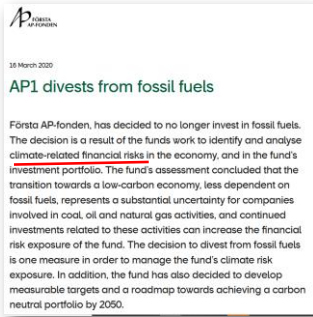 AP FÖRSTA
AP-FONDEN
16 March 2020
AP1 divests from fossil fuels
Första AP-fonden, has decided to no longer invest in fossil fuels.
The decision is a result of the funds work to identify and analyse
climate-related financial risks in the economy, and in the fund's
investment portfolio. The fund's assessment concluded that the
transition towards a low-carbon economy, less dependent on
fossil fuels, represents a substantial uncertainty for companies
involved in coal, oil and natural gas activities, and continued
investments related to these activities can increase the financial
risk exposure of the fund. The decision to divest from fossil fuels
is one measure in order to manage the fund's climate risk
exposure. In addition, the fund has also decided to develop
measurable targets and a roadmap towards achieving a carbon
neutral portfolio by 2050.